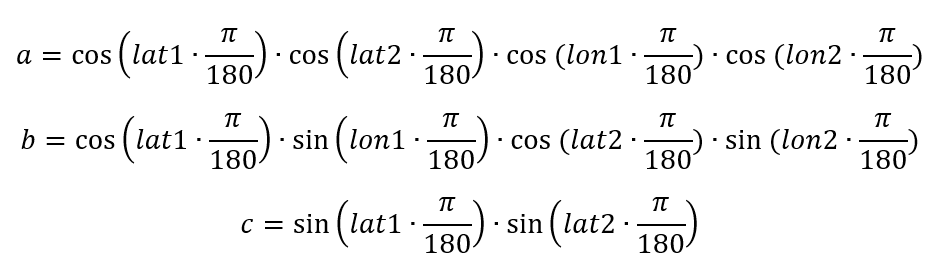 a = cos(lat1 · π/180) · cos(lat2 · π/180) · cos (lon1 · π/180) · cos (lon2 · π/180)
b = cos(lat1 · π/180) · sin(lon1 · π/180) · cos (lat2 · π/180) · sin (lon2 · π/180)
c = sin(lat1 · π/180) · sin(lat2 · π/180)